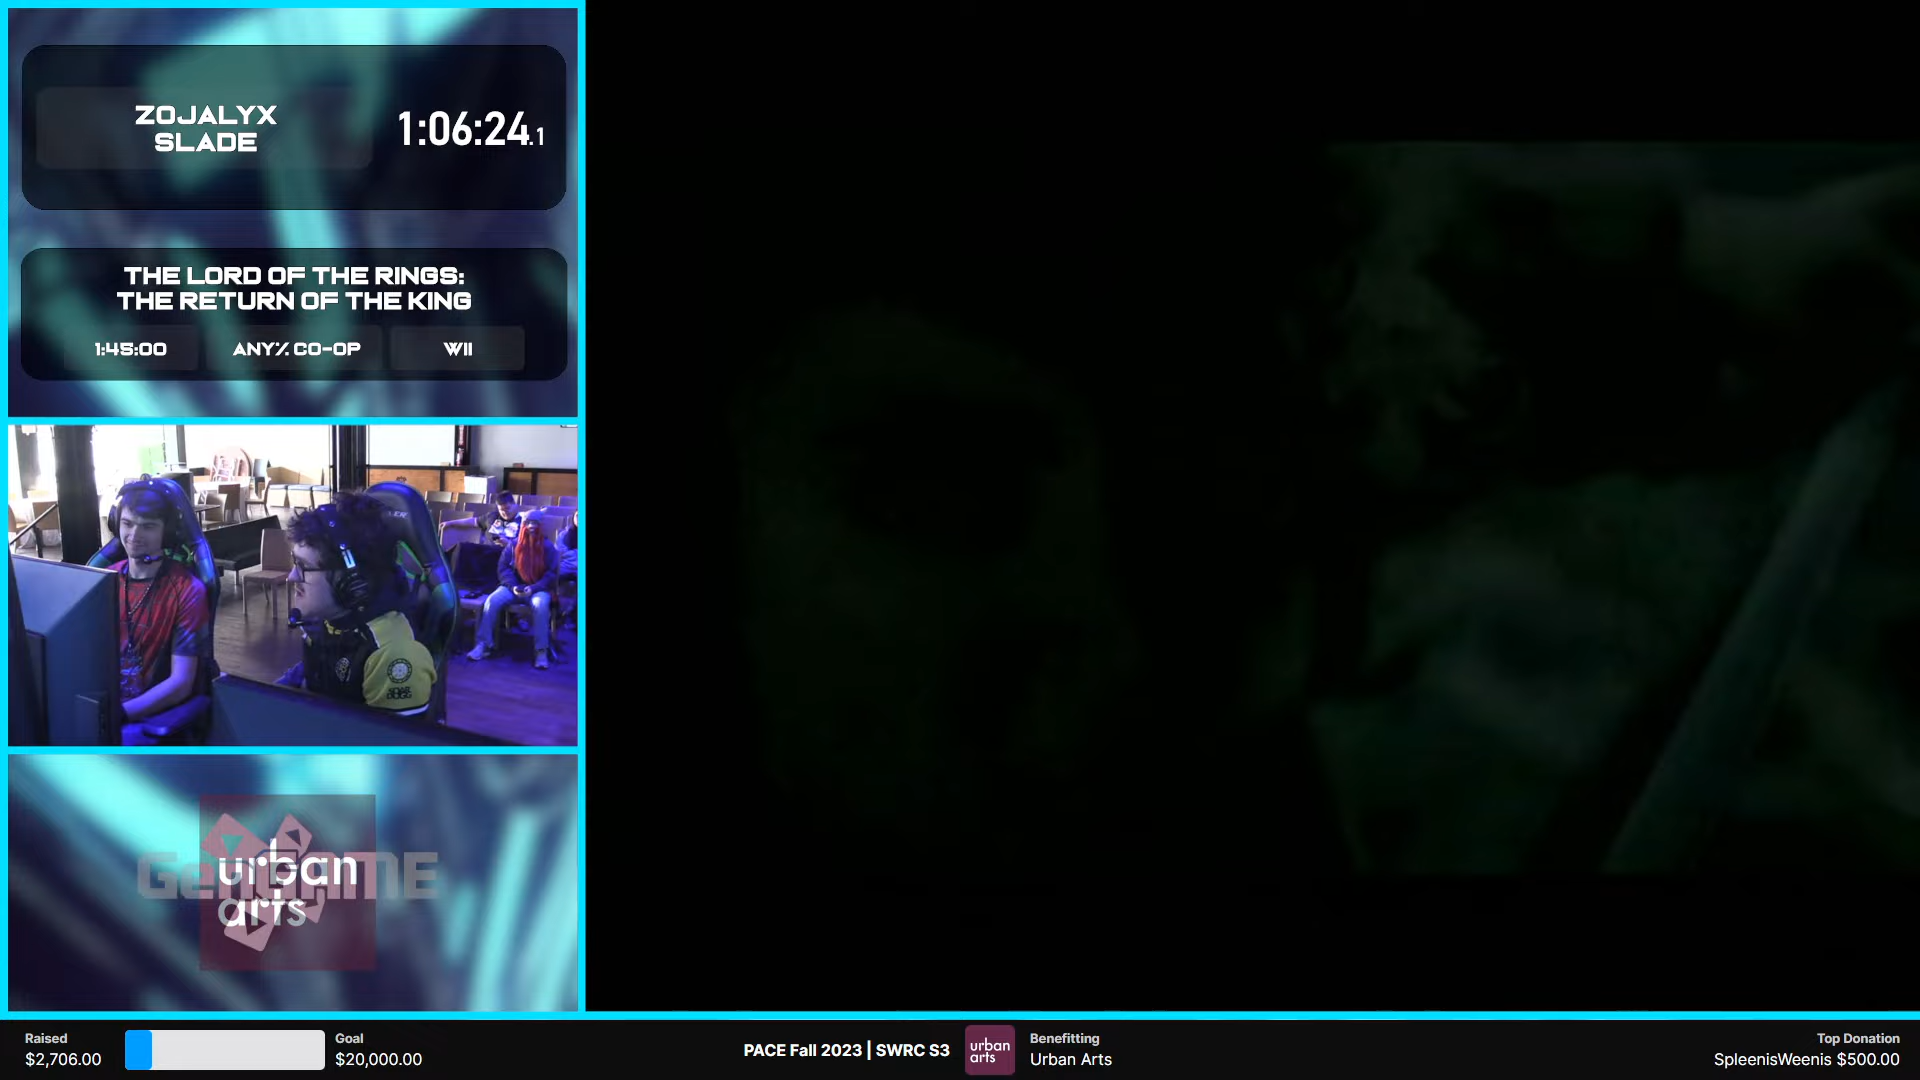 ZOJALYX
SLADE
1:06:24.1
THE LORD OF THE RINGS:
THE RETURN OF THE KING
1:45:00
ANY% CO-OP
WII
urban
arts
Raised
$2,706.00
Goal
$20,000.00
PACE Fall 2023 | SWRC S3
urban
arts
Benefitting
Urban Arts
Top Donation
SpleenisWeenis $500.00